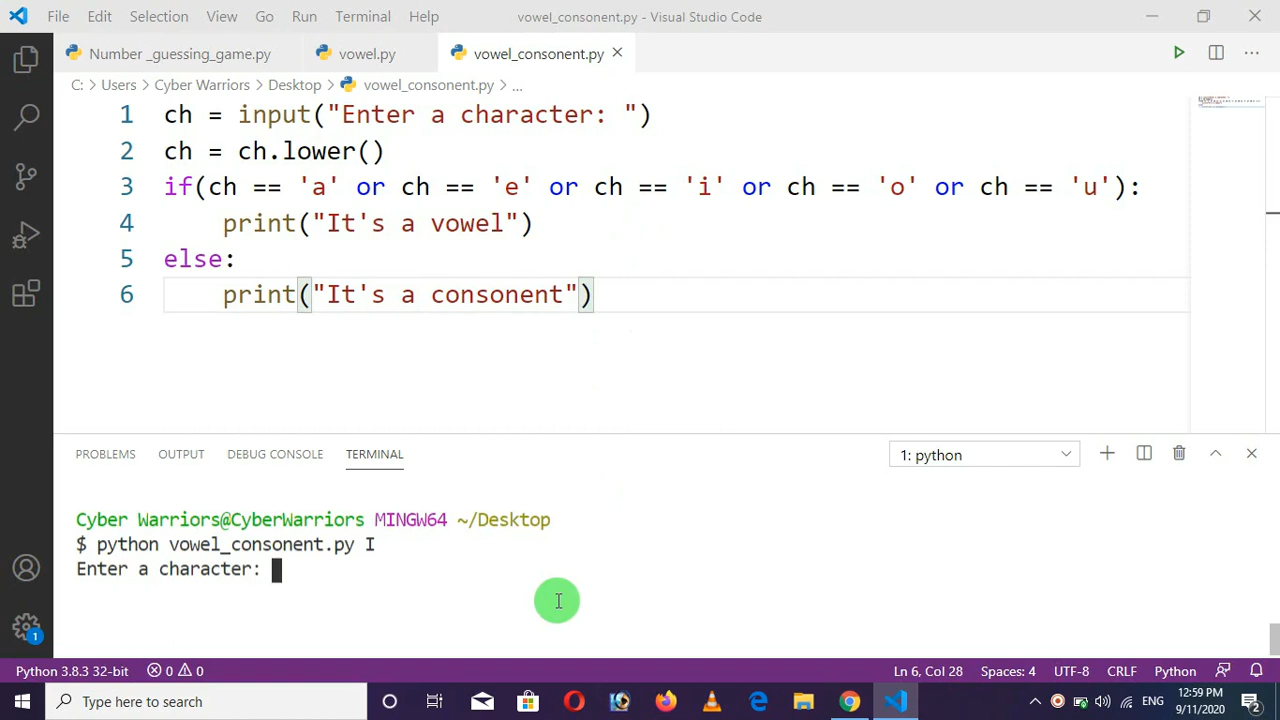 File Edit Selection View Go Run Terminal Help vowel_consonent.py - Visual Studio Code
Number _guessing_game.py vowel.py vowel_consonent.py
C: > Users > Cyber Warriors > Desktop > vowel_consonent.py > ...
1 ch = input("Enter a character: ")
2 ch = ch.lower()
3 if(ch == 'a' or ch == 'e' or ch == 'i' or ch == 'o' or ch == 'u'):
4 print("It's a vowel")
5 else:
6 print("It's a consonent")
PROBLEMS OUTPUT DEBUG CONSOLE TERMINAL 1: python
Cyber Warriors@CyberWarriors MINGW64 ~/Desktop
$ python vowel_consonent.py
Enter a character:
1
Python 3.8.3 32-bit 0 0 Ln 6, Col 28 Spaces: 4 UTF-8 CRLF Python
Type here to search ENG 12:59 PM
9/11/2020 2